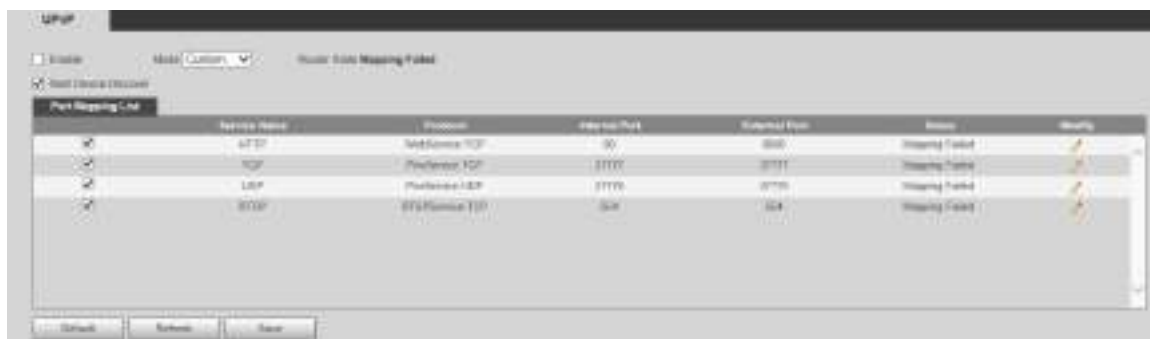 UPnP
Enable Mode Custom Router State Mapping Failed
Start Device Discover
Port Mapping List
Service Name Protocol Internal Port External Port Status Modify
HTTP WebService:TCP 80 8080 Mapping Failed
TCP PrivService:TCP 37777 37777 Mapping Failed
UDP PrivService:UDP 37778 37778 Mapping Failed
RTSP RTSPService:TCP 554 554 Mapping Failed
Default Refresh Save